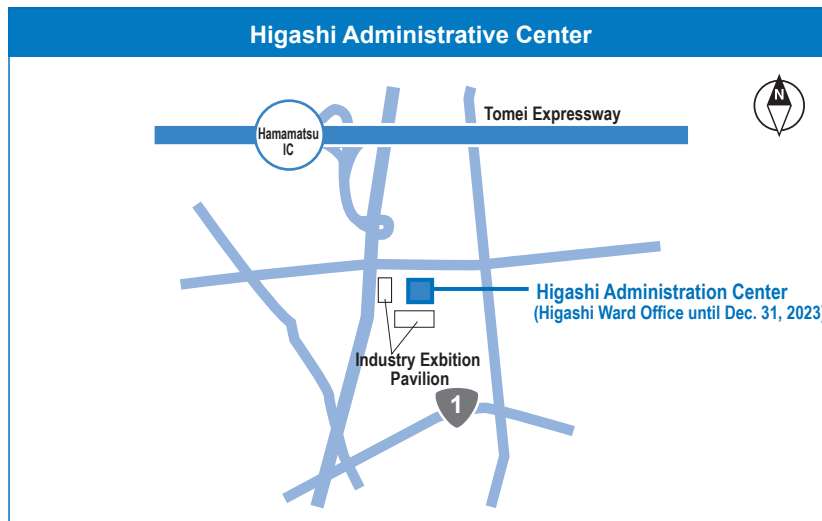 Higashi Administrative Center
N
Tomei Expressway
Hamamatsu
IC
Higashi Administration Center
(Higashi Ward Office until Dec. 31, 2023)
Industry Exbition
Pavilion
1